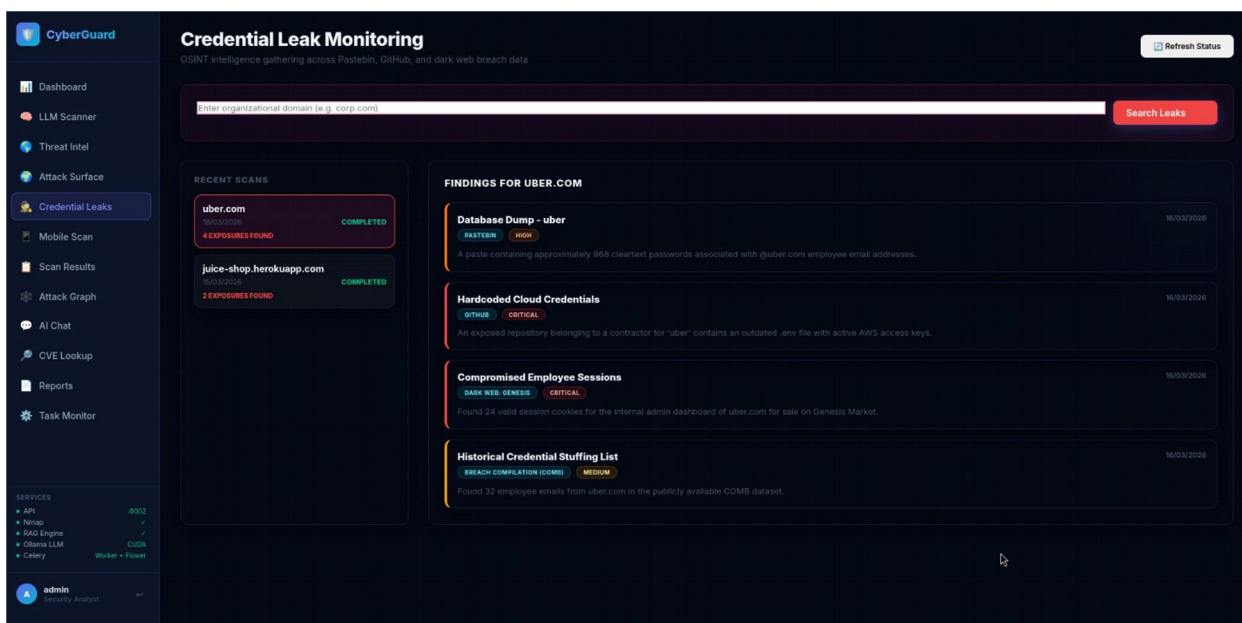 CyberGuard
Dashboard
LLM Scanner
Threat Intel
Attack Surface
Credential Leaks
Mobile Scan
Scan Results
Attack Graph
AI Chat
CVE Lookup
Reports
Task Monitor
SERVICES
API :8002
Nmap ✓
RAG Engine ✓
Ollama LLM CUDA
Celery Worker + Flower
A
admin
Security Analyst
Credential Leak Monitoring
OSINT intelligence gathering across Pastebin, GitHub, and dark web breach data
Refresh Status
Enter organizational domain (e.g. corp.com)
Search Leaks
RECENT SCANS
uber.com
16/03/2026 COMPLETED
4 EXPOSURES FOUND
juice-shop.herokuapp.com
15/03/2026 COMPLETED
2 EXPOSURES FOUND
FINDINGS FOR UBER.COM
Database Dump - uber 16/03/2026
PASTEBIN HIGH
A paste containing approximately 968 cleartext passwords associated with @uber.com employee email addresses.
Hardcoded Cloud Credentials 16/03/2026
GITHUB CRITICAL
An exposed repository belonging to a contractor for 'uber' contains an outdated .env file with active AWS access keys.
Compromised Employee Sessions 16/03/2026
DARK WEB: GENESIS CRITICAL
Found 24 valid session cookies for the internal admin dashboard of uber.com for sale on Genesis Market.
Historical Credential Stuffing List 16/03/2026
BREACH COMPILATION (COMB) MEDIUM
Found 32 employee emails from uber.com in the publicly available COMB dataset.